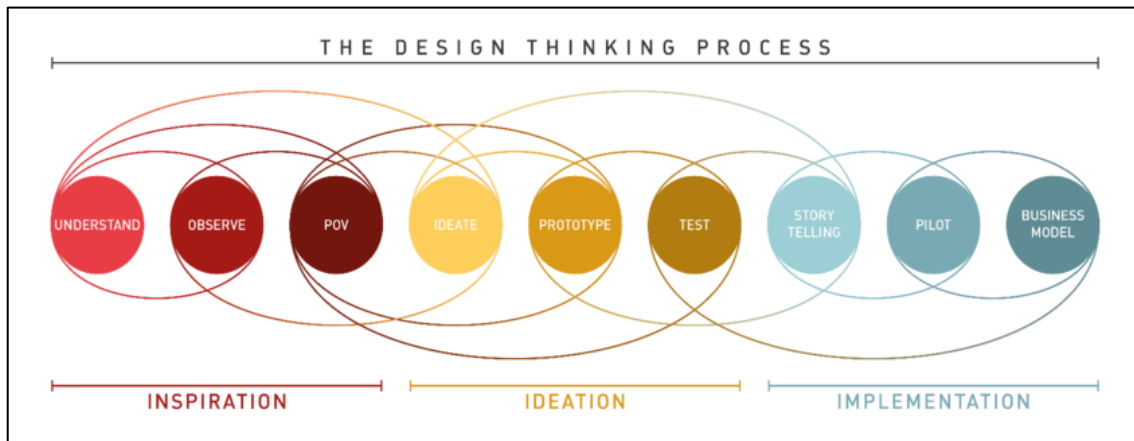 THE DESIGN THINKING PROCESS
UNDERSTAND
OBSERVE
POV
IDEATE
PROTOTYPE
TEST
STORY
TELLING
PILOT
BUSINESS
MODEL
INSPIRATION
IDEATION
IMPLEMENTATION